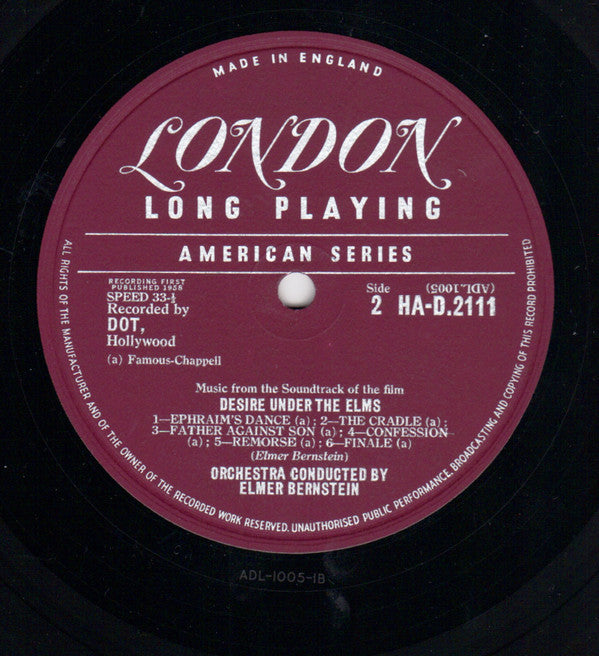 MADE IN ENGLAND
LONDON
LONG PLAYING
AMERICAN SERIES
RECORDING FIRST
PUBLISHED 1958
SPEED 33-⅓
Recorded by
DOT,
Hollywood
(a) Famous-Chappell
Side
2
(ADL.1005)
HA-D.2111
Music from the Soundtrack of the film
DESIRE UNDER THE ELMS
1—EPHRAIM'S DANCE (a); 2—THE CRADLE (a);
3—FATHER AGAINST SON (a); 4—CONFESSION
(a); 5—REMORSE (a); 6—FINALE (a)
(Elmer Bernstein)
ORCHESTRA CONDUCTED BY
ELMER BERNSTEIN
ALL RIGHTS OF THE MANUFACTURER AND OF THE OWNER OF THE RECORDED WORK RESERVED. UNAUTHORISED PUBLIC PERFORMANCE, BROADCASTING AND COPYING OF THIS RECORD PROHIBITED
ADL-1005-1B